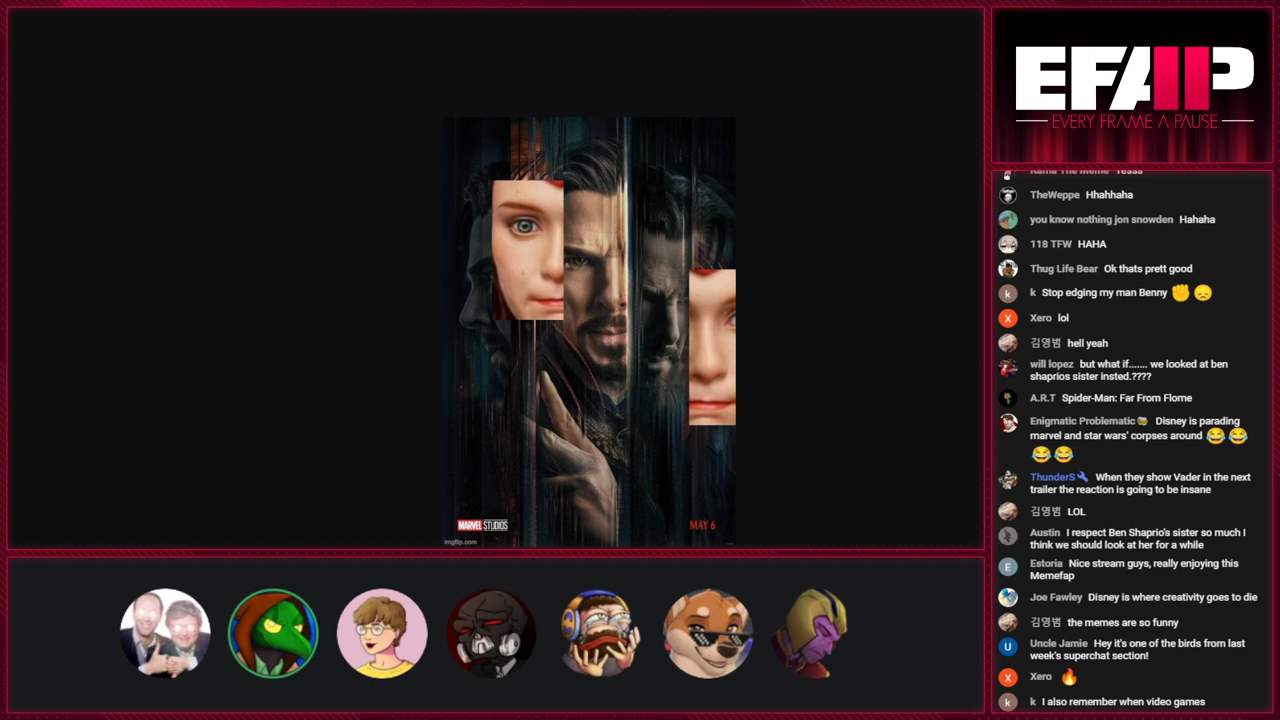 EFAP
EVERY FRAME A PAUSE
MARVEL STUDIOS
MAY 6
imgflip.com
Rama The Meme Yesss
TheWeppe Hhahhaha
you know nothing jon snowden Hahaha
118 TFW HAHA
Thug Life Bear Ok thats prett good
k
k Stop edging my man Benny ✊ 😞
X
Xero lol
김영범 hell yeah
will lopez but what if....... we looked at ben
shaprios sister insted.????
A.R.T Spider-Man: Far From Flome
Enigmatic Problematic Disney is parading
marvel and star wars' corpses around 😂 😂
😂 😂
ThunderS When they show Vader in the next
trailer the reaction is going to be insane
김영범 LOL
Austin I respect Ben Shaprio's sister so much I
think we should look at her for a while
E
Estoria Nice stream guys, really enjoying this
Memefap
Joe Fawley Disney is where creativity goes to die
김영범 the memes are so funny
U
Uncle Jamie Hey it's one of the birds from last
week's superchat section!
X
Xero 🔥
k
k I also remember when video games